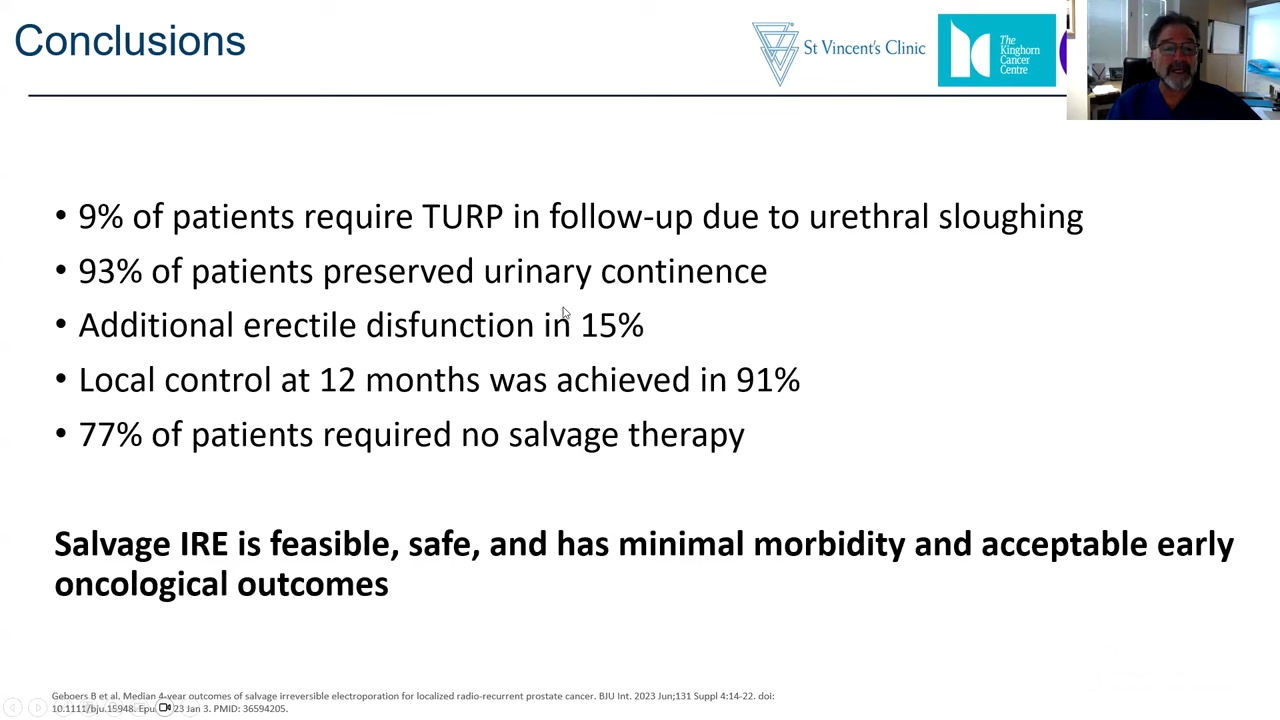 Conclusions
St Vincent's Clinic
The
Kinghorn
Cancer
Centre
• 9% of patients require TURP in follow-up due to urethral sloughing
• 93% of patients preserved urinary continence
• Additional erectile disfunction in 15%
• Local control at 12 months was achieved in 91%
• 77% of patients required no salvage therapy
Salvage IRE is feasible, safe, and has minimal morbidity and acceptable early
oncological outcomes
Geboers B et al. Median 4-year outcomes of salvage irreversible electroporation for localized radio-recurrent prostate cancer. BJU Int. 2023 Jun;131 Suppl 4:14-22. doi:
10.1111/bju.15948. Epu 23 Jan 3. PMID: 36594205.